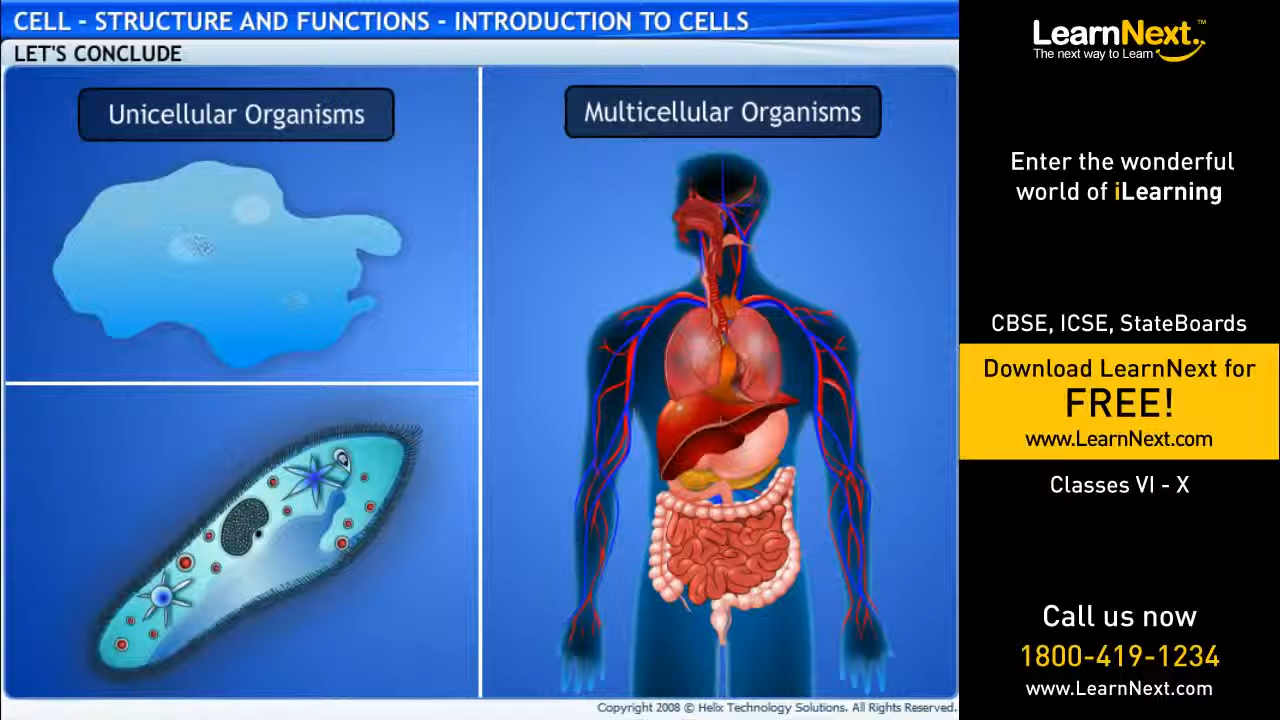 CELL - STRUCTURE AND FUNCTIONS - INTRODUCTION TO CELLS
LET'S CONCLUDE
Unicellular Organisms
Multicellular Organisms
Copyright 2008 © Helix Technology Solutions. All Rights Reserved.
LearnNext.™
The next way to Learn
Enter the wonderful
world of iLearning
CBSE, ICSE, StateBoards
Download LearnNext for
FREE!
www.LearnNext.com
Classes VI - X
Call us now
1800-419-1234
www.LearnNext.com